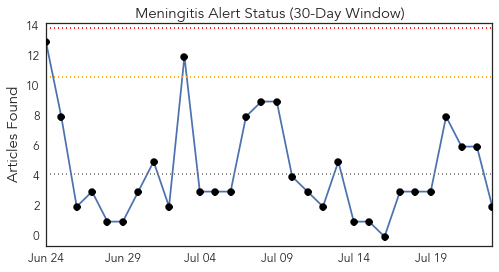 Meningitis Alert Status (30-Day Window)
Articles Found
14
12
10
8
6
4
2
0
Jun 24
Jun 29
Jul 04
Jul 09
Jul 14
Jul 19